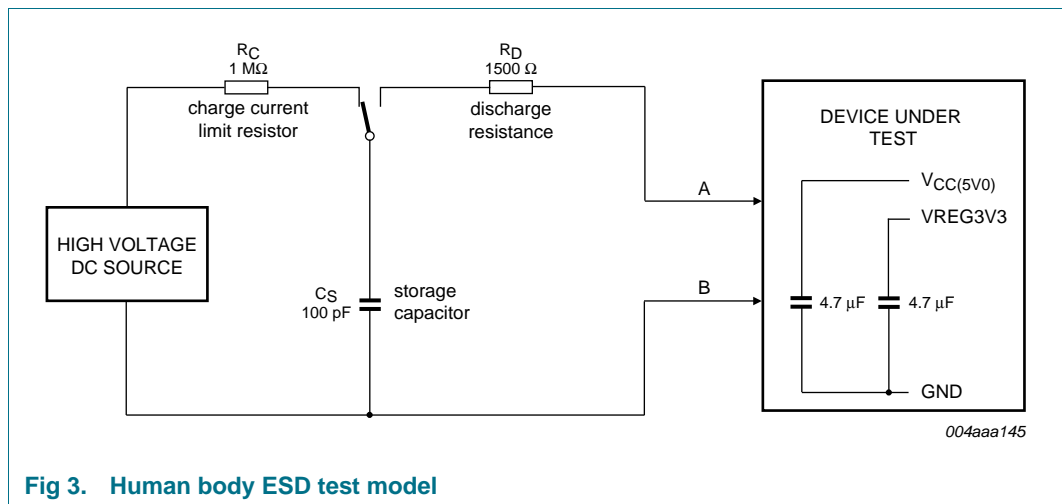 RC
1 MΩ
charge current
limit resistor
RD
1500 Ω
discharge
resistance
DEVICE UNDER
TEST
VCC(5V0)
VREG3V3
A
HIGH VOLTAGE
DC SOURCE
B
CS
100 pF
storage
capacitor
4.7 μF
4.7 μF
GND
004aaa145
Fig 3. Human body ESD test model